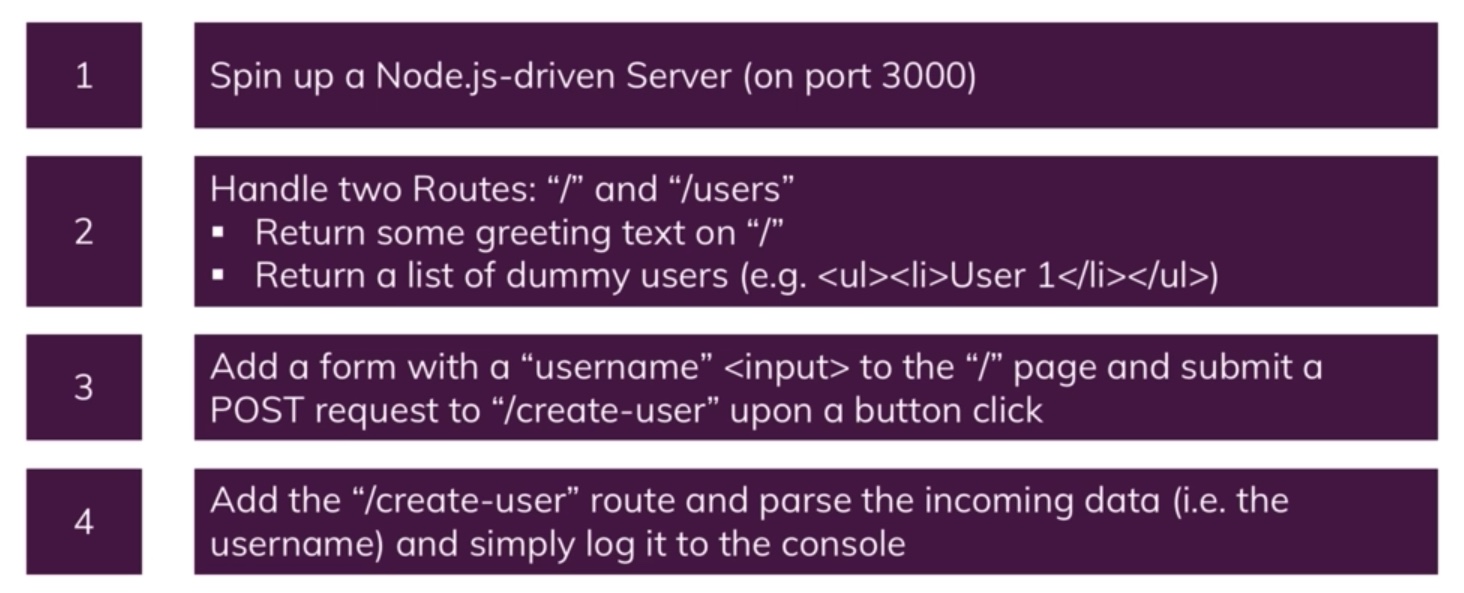 1
Spin up a Node.js-driven Server (on port 3000)
2
Handle two Routes: “/” and “/users”
▪ Return some greeting text on “/”
▪ Return a list of dummy users (e.g. <ul><li>User 1</li></ul>)
3
Add a form with a “username” <input> to the “/” page and submit a
POST request to “/create-user” upon a button click
4
Add the “/create-user” route and parse the incoming data (i.e. the
username) and simply log it to the console